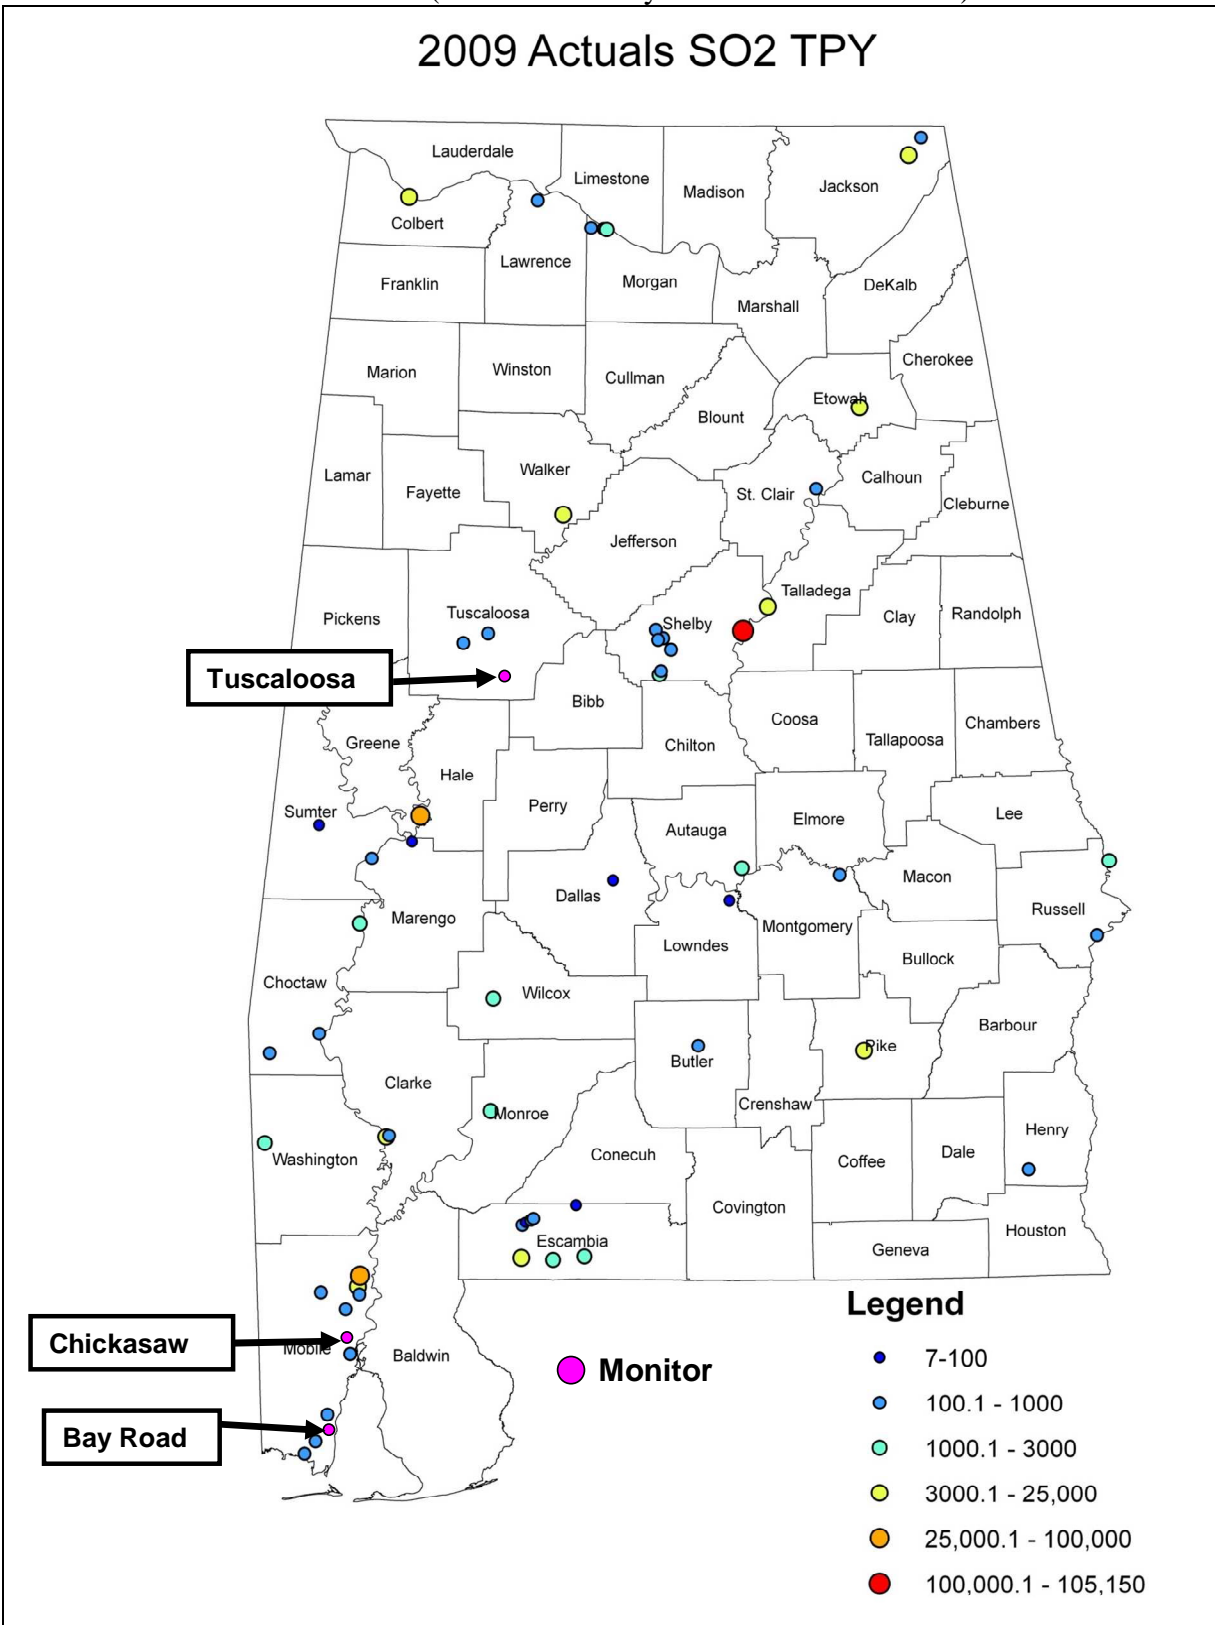 2009 Actuals SO2 TPY
Lauderdale
Limestone
Madison
Jackson
Colbert
Lawrence
Franklin
Morgan
DeKalb
Marshall
Cherokee
Marion
Winston
Cullman
Etowah
Blount
Walker
Lamar
Fayette
St. Clair
Calhoun
Cleburne
Jefferson
Talladega
Pickens
Tuscaloosa
Shelby
Clay
Randolph
Tuscaloosa
Bibb
Coosa
Chambers
Greene
Chilton
Tallapoosa
Hale
Sumter
Perry
Autauga
Elmore
Lee
Dallas
Macon
Marengo
Russell
Lowndes
Montgomery
Bullock
Choctaw
Wilcox
Barbour
Butler
Pike
Clarke
Crenshaw
Monroe
Henry
Washington
Conecuh
Coffee
Dale
Covington
Escambia
Houston
Geneva
Chickasaw
Mobile
Baldwin
Bay Road
Monitor
Legend
7-100
100.1 - 1000
1000.1 - 3000
3000.1 - 25,000
25,000.1 - 100,000
100,000.1 - 105,150